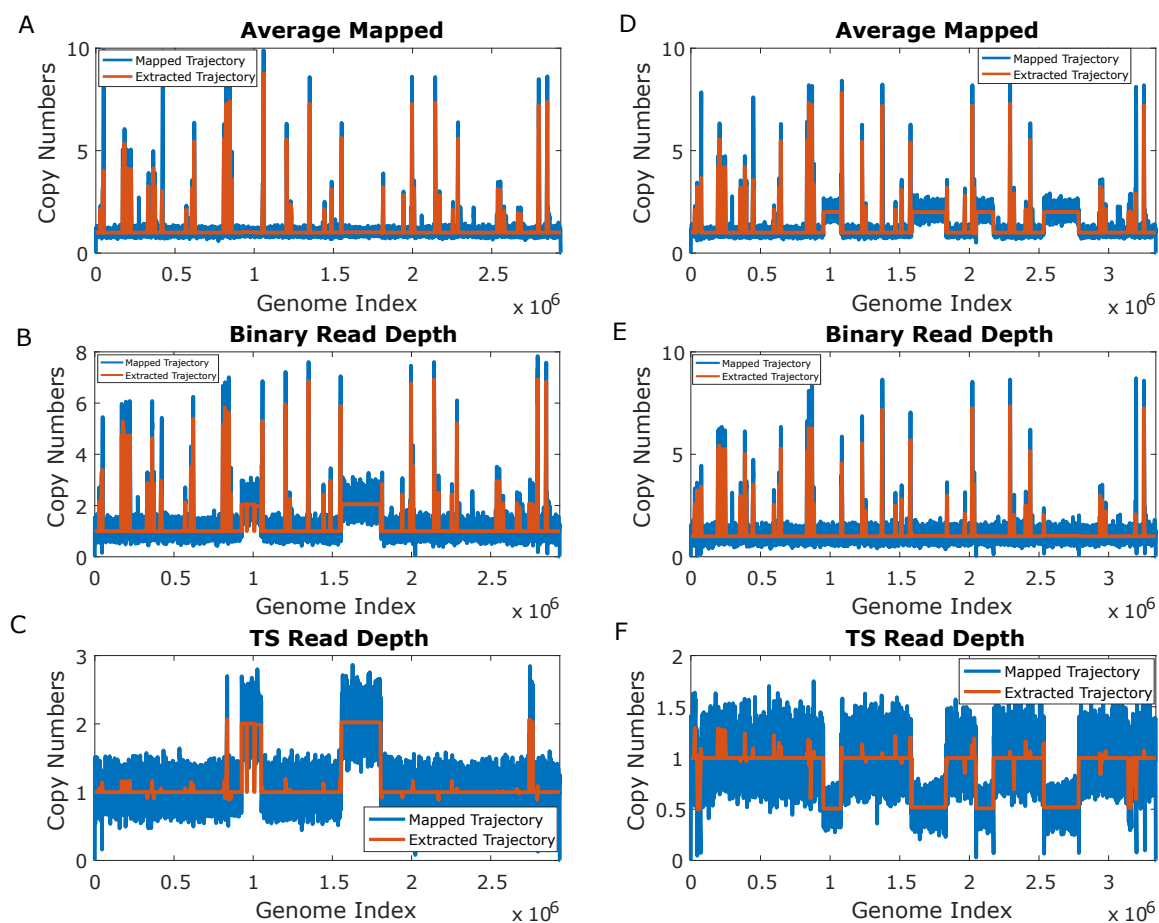 A
Average Mapped
Copy Numbers
10
5
0
Mapped Trajectory
Extracted Trajectory
0 0.5 1 1.5 2 2.5
Genome Index
x 10^6
D
Average Mapped
Copy Numbers
10
5
0
Mapped Trajectory
Extracted Trajectory
0 0.5 1 1.5 2 2.5 3
Genome Index
x 10^6
B
Binary Read Depth
Copy Numbers
8
6
4
2
0
Mapped Trajectory
Extracted Trajectory
0 0.5 1 1.5 2 2.5
Genome Index
x 10^6
E
Binary Read Depth
Copy Numbers
10
5
0
Mapped Trajectory
Extracted Trajectory
0 0.5 1 1.5 2 2.5 3
Genome Index
x 10^6
C
TS Read Depth
Copy Numbers
3
2
1
0
Mapped Trajectory
Extracted Trajectory
0 0.5 1 1.5 2 2.5
Genome Index
x 10^6
F
TS Read Depth
Copy Numbers
2
1.5
1
0.5
0
Mapped Trajectory
Extracted Trajectory
0 0.5 1 1.5 2 2.5 3
Genome Index
x 10^6